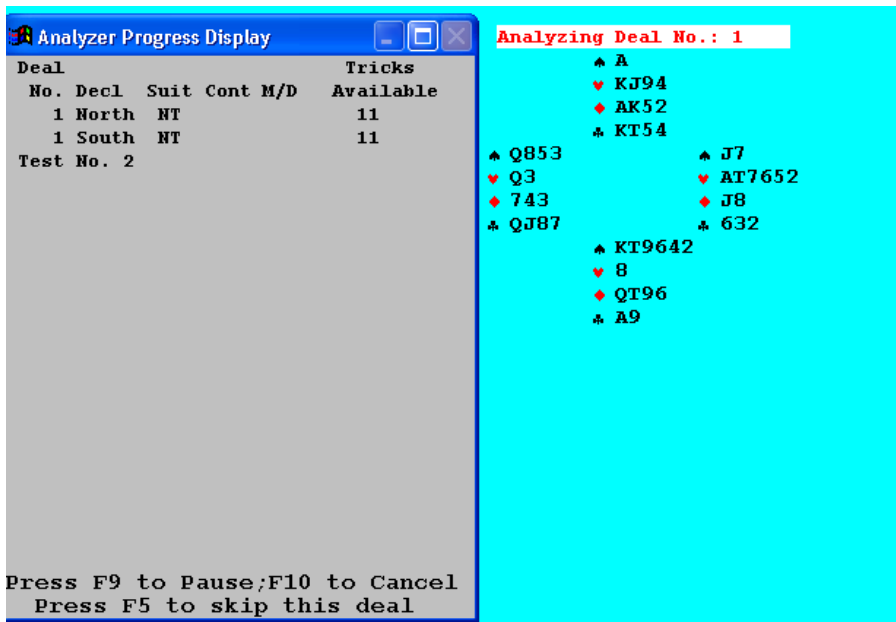 Analyzer Progress Display
Deal Tricks
No. Decl Suit Cont M/D Available
1 North NT 11
1 South NT 11
Test No. 2
Press F9 to Pause;F10 to Cancel
Press F5 to skip this deal
Analyzing Deal No.: 1
♠ A
♥ KJ94
♦ AK52
♣ KT54
♠ Q853 ♠ J7
♥ Q3 ♥ AT7652
♦ 743 ♦ J8
♣ QJ87 ♣ 632
♠ KT9642
♥ 8
♦ QT96
♣ A9